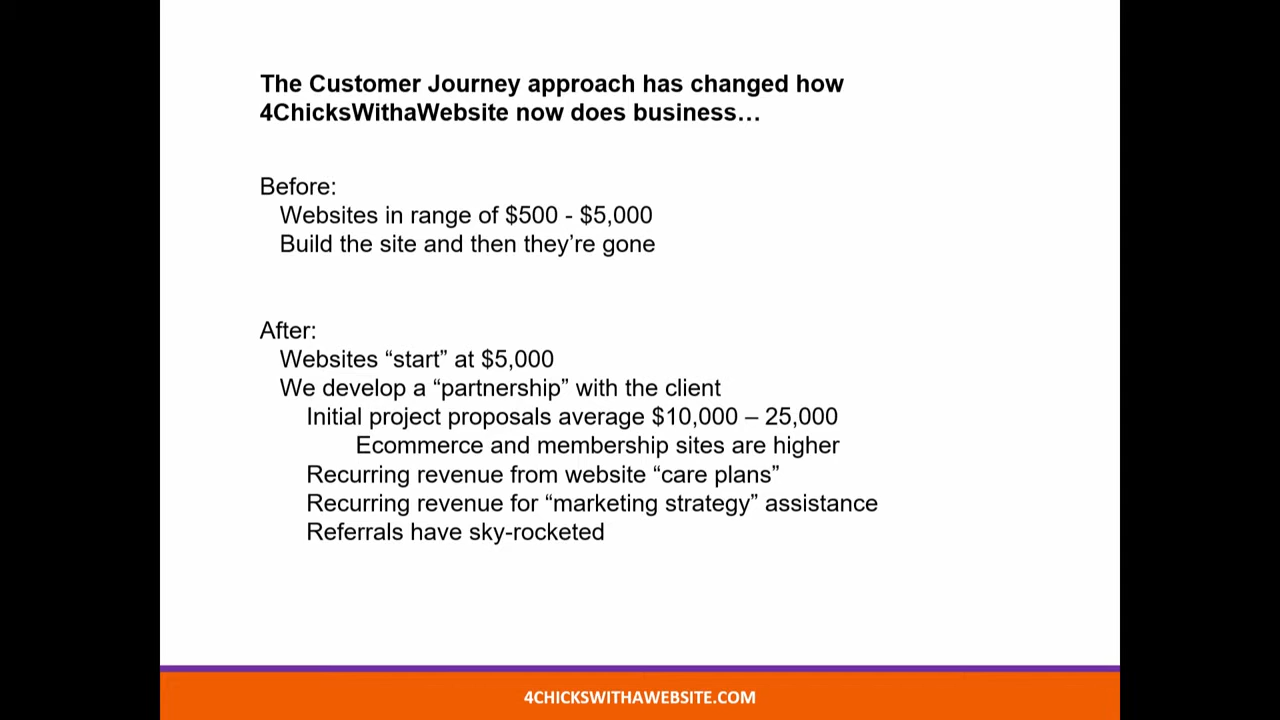 The Customer Journey approach has changed how
4ChicksWithaWebsite now does business…
Before:
Websites in range of $500 - $5,000
Build the site and then they’re gone
After:
Websites “start” at $5,000
We develop a “partnership” with the client
Initial project proposals average $10,000 – 25,000
Ecommerce and membership sites are higher
Recurring revenue from website “care plans”
Recurring revenue for “marketing strategy” assistance
Referrals have sky-rocketed
4CHICKSWITHAWEBSITE.COM